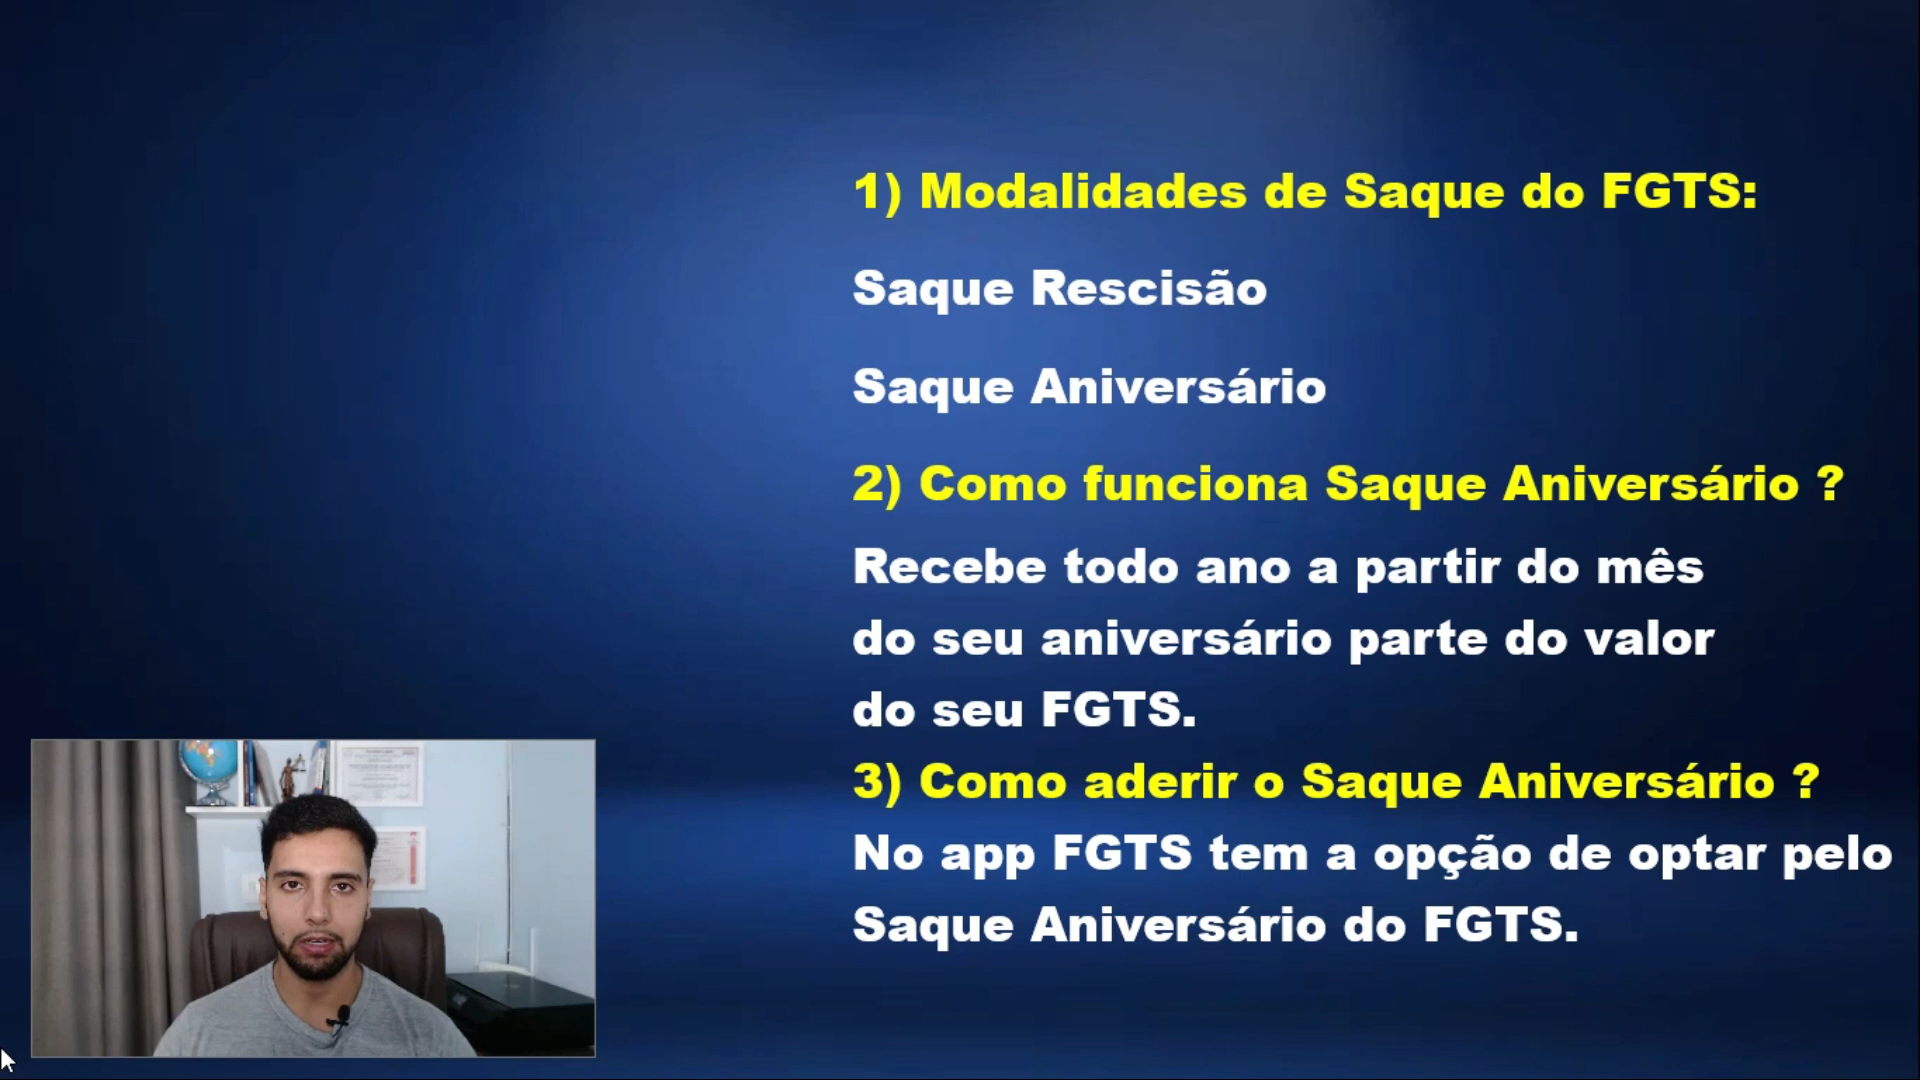 1) Modalidades de Saque do FGTS:
Saque Rescisão
Saque Aniversário
2) Como funciona Saque Aniversário ?
Recebe todo ano a partir do mês
do seu aniversário parte do valor
do seu FGTS.
3) Como aderir o Saque Aniversário ?
No app FGTS tem a opção de optar pelo
Saque Aniversário do FGTS.